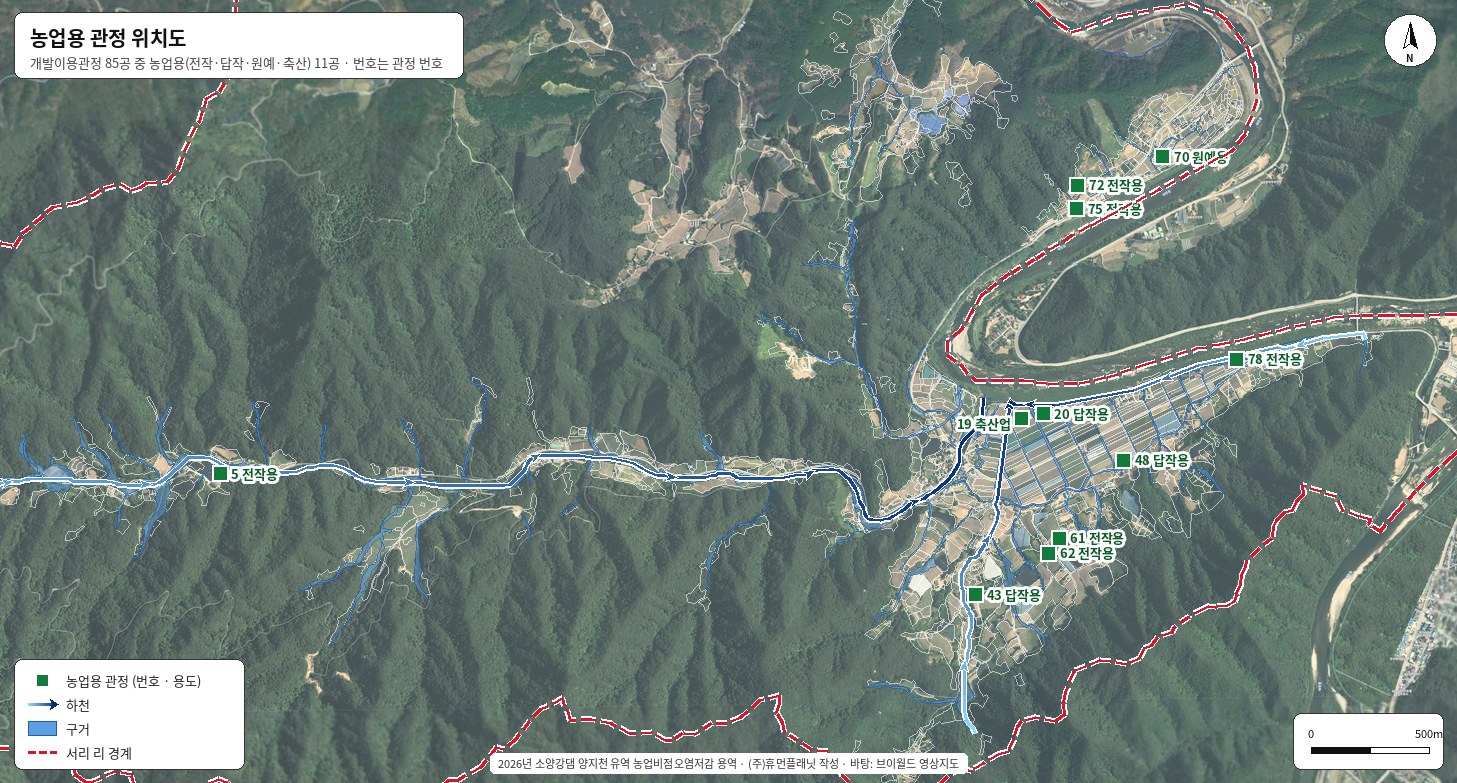 농업용 관정 위치도
개발이용관정 85공 중 농업용(전작·답작·원예·축산) 11공 · 번호는 관정 번호
N
70 원예용
72 전작용
75 전작용
78 전작용
20 답작용
19 축산업
48 답작용
5 전작용
61 전작용
62 전작용
43 답작용
농업용 관정 (번호 · 용도)
하천
구거
서리 리 경계
0 500m
2026년 소양강댐 양지천 유역 농업비점오염저감 용역 · (주)휴먼플래닛 작성 · 바탕: 브이월드 영상지도